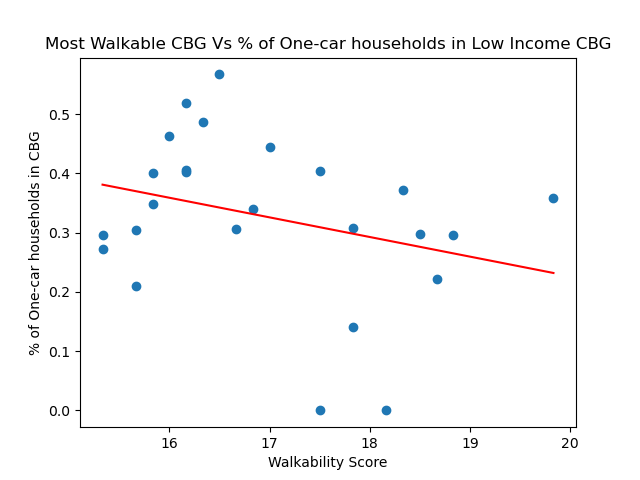 Most Walkable CBG Vs % of One-car households in Low Income CBG
% of One-car households in CBG
0.5
0.4
0.3
0.2
0.1
0.0
16 17 18 19 20
Walkability Score